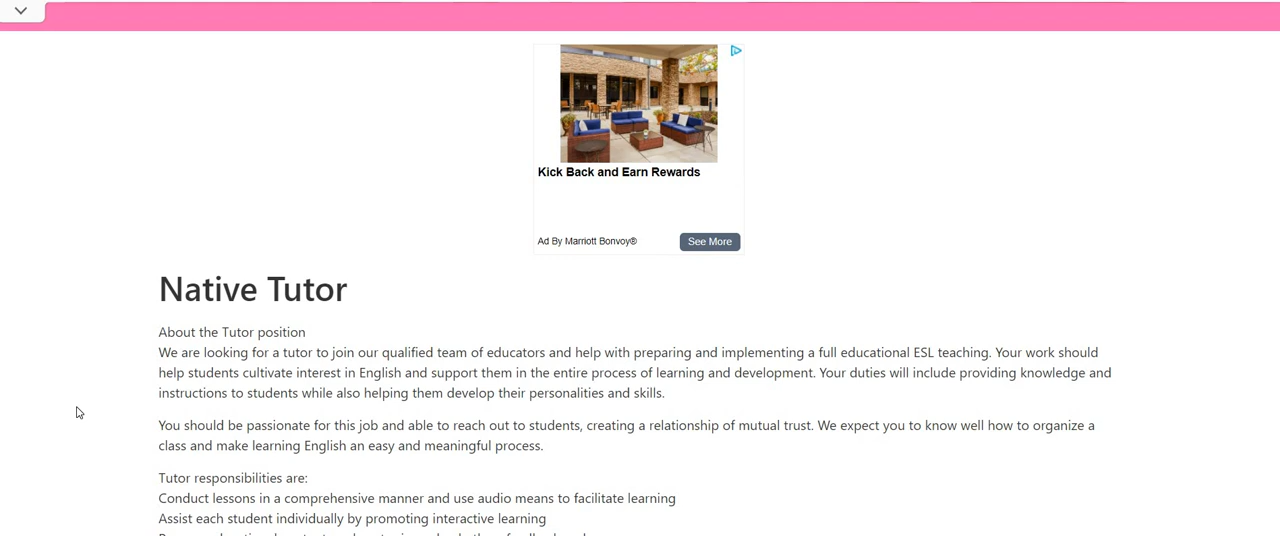 Kick Back and Earn Rewards
Ad By Marriott Bonvoy®
See More
Native Tutor
About the Tutor position
We are looking for a tutor to join our qualified team of educators and help with preparing and implementing a full educational ESL teaching. Your work should
help students cultivate interest in English and support them in the entire process of learning and development. Your duties will include providing knowledge and
instructions to students while also helping them develop their personalities and skills.
You should be passionate for this job and able to reach out to students, creating a relationship of mutual trust. We expect you to know well how to organize a
class and make learning English an easy and meaningful process.
Tutor responsibilities are:
Conduct lessons in a comprehensive manner and use audio means to facilitate learning
Assist each student individually by promoting interactive learning